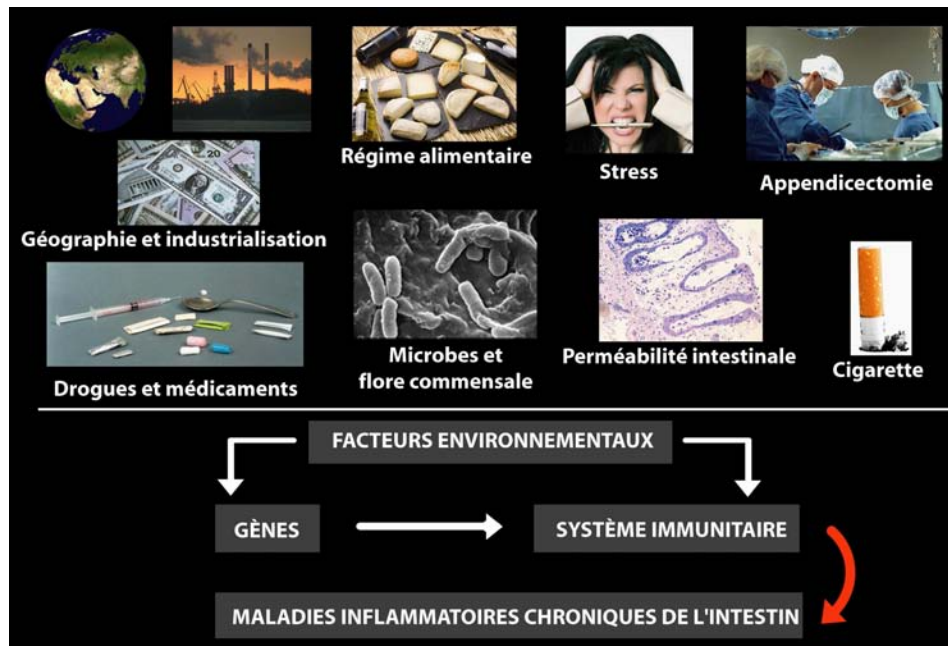 Régime alimentaire
Stress
Appendicectomie
Géographie et industrialisation
Drogues et médicaments
Microbes et
flore commensale
Perméabilité intestinale
Cigarette
FACTEURS ENVIRONNEMENTAUX
GÈNES
SYSTÈME IMMUNITAIRE
MALADIES INFLAMMATOIRES CHRONIQUES DE L'INTESTIN